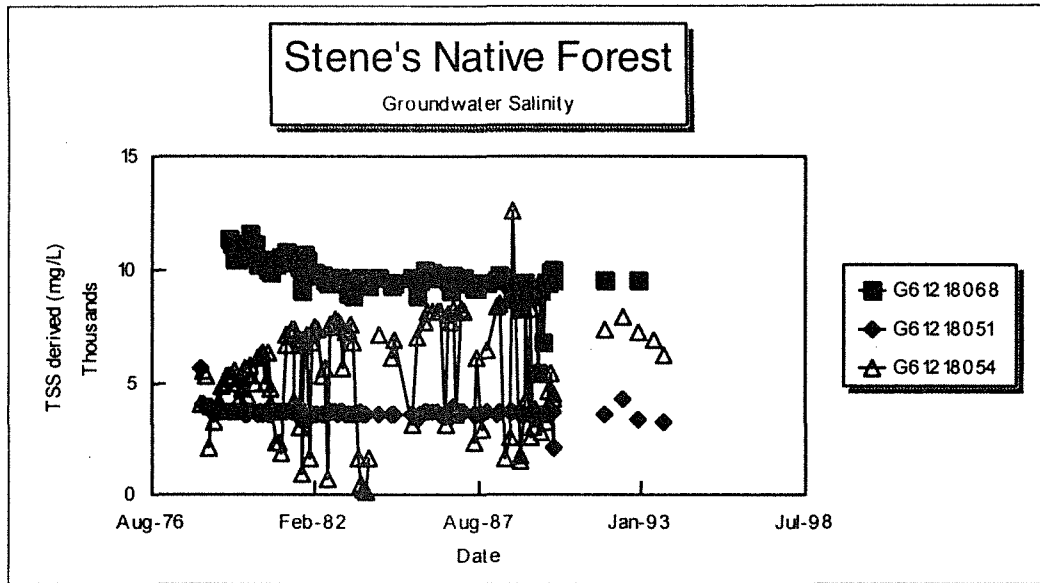 Stene's Native Forest
Groundwater Salinity
TSS derived (mg/L)
Thousands
15
10
5
0
Aug-76
Feb-82
Aug-87
Jan-93
Jul-98
Date
G61218068
G61218051
G61218054